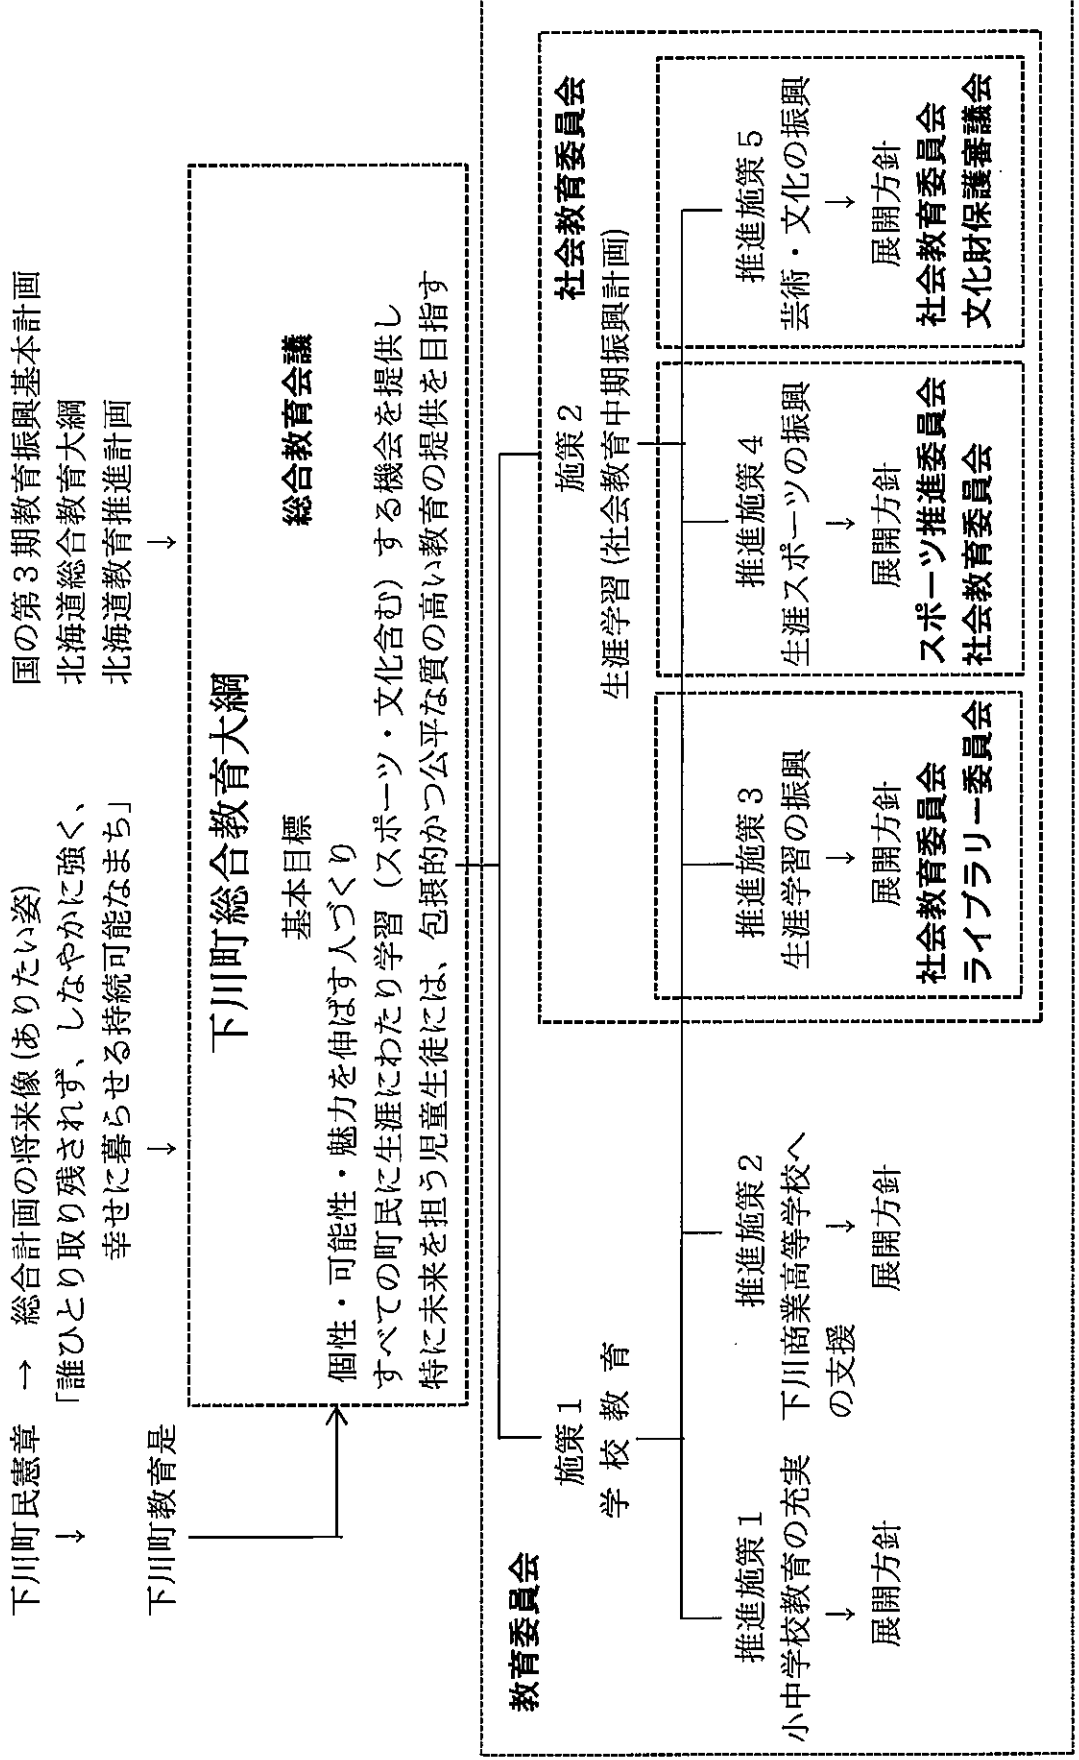 下川町民憲章 → 総合計画の将来像(ありたい姿) 国の第3期教育振興基本計画
↓ 「誰ひとり取り残されず、しなやかに強く、 北海道総合教育大綱
幸せに暮らせる持続可能なまち」 北海道教育推進計画
下川町教育是 ↓ ↓
下川町総合教育大綱
基本目標 総合教育会議
個性・可能性・魅力を伸ばす人づくり
すべての町民に生涯にわたり学習(スポーツ・文化含む)する機会を提供し
特に未来を担う児童生徒には、包摂的かつ公平な質の高い教育の提供を目指す
教育委員会
施策1
学校教育
社会教育委員会
施策2
生涯学習(社会教育中期振興計画)
推進施策1
小中学校教育の充実
↓
展開方針
推進施策2
下川商業高等学校へ
の支援
↓
展開方針
推進施策3
生涯学習の振興
↓
展開方針
社会教育委員会
ライブラリー委員会
推進施策4
生涯スポーツの振興
↓
展開方針
スポーツ推進委員会
社会教育委員会
推進施策5
芸術・文化の振興
↓
展開方針
社会教育委員会
文化財保護審議会